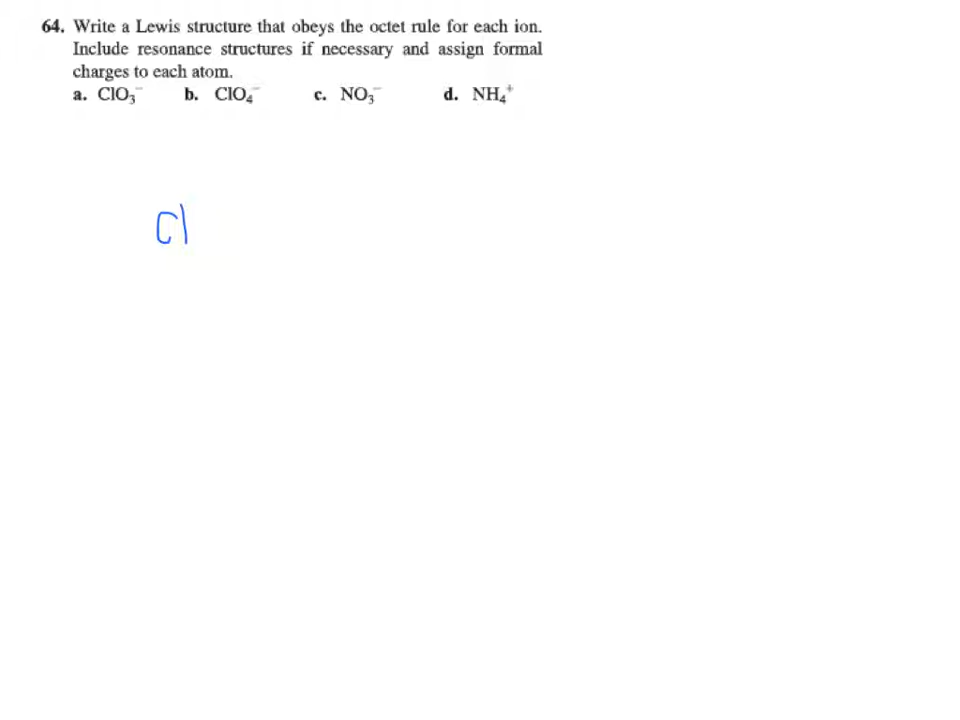 64. Write a Lewis structure that obeys the octet rule for each ion.
Include resonance structures if necessary and assign formal
charges to each atom.
a. ClO₃⁻ b. ClO₄⁻ c. NO₃⁻ d. NH₄⁺
Cl